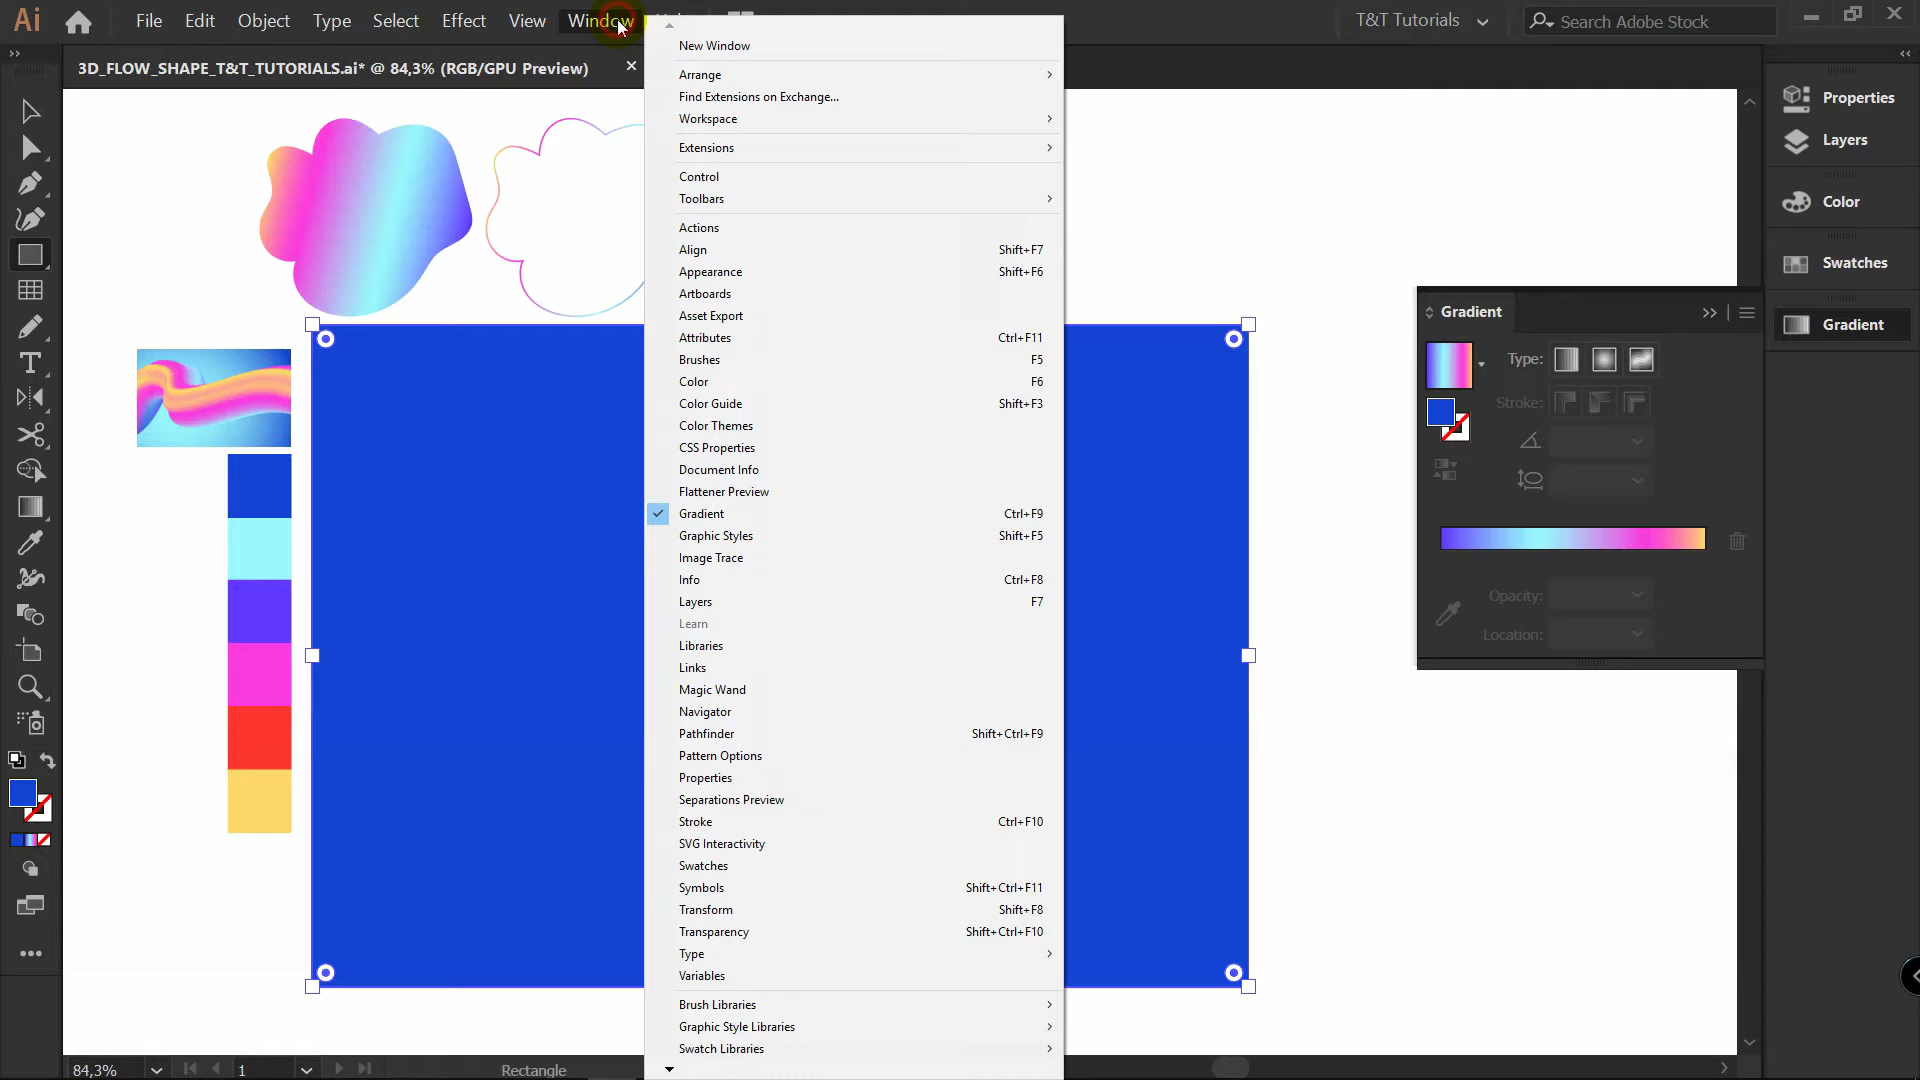 Ai File Edit Object Type Select Effect View Window
T&T Tutorials
Search Adobe Stock
3D_FLOW_SHAPE_T&T_TUTORIALS.ai* @ 84,3% (RGB/GPU Preview)
New Window
Arrange
Find Extensions on Exchange...
Workspace
Extensions
Control
Toolbars
Actions
Align Shift+F7
Appearance Shift+F6
Artboards
Asset Export
Attributes Ctrl+F11
Brushes F5
Color F6
Color Guide Shift+F3
Color Themes
CSS Properties
Document Info
Flattener Preview
Gradient Ctrl+F9
Graphic Styles Shift+F5
Image Trace
Info Ctrl+F8
Layers F7
Learn
Libraries
Links
Magic Wand
Navigator
Pathfinder Shift+Ctrl+F9
Pattern Options
Properties
Separations Preview
Stroke Ctrl+F10
SVG Interactivity
Swatches
Symbols Shift+Ctrl+F11
Transform Shift+F8
Transparency Shift+Ctrl+F10
Type
Variables
Brush Libraries
Graphic Style Libraries
Swatch Libraries
Gradient
Type:
Stroke:
Opacity:
Location:
Properties
Layers
Color
Swatches
Gradient
84,3%
1
Rectangle